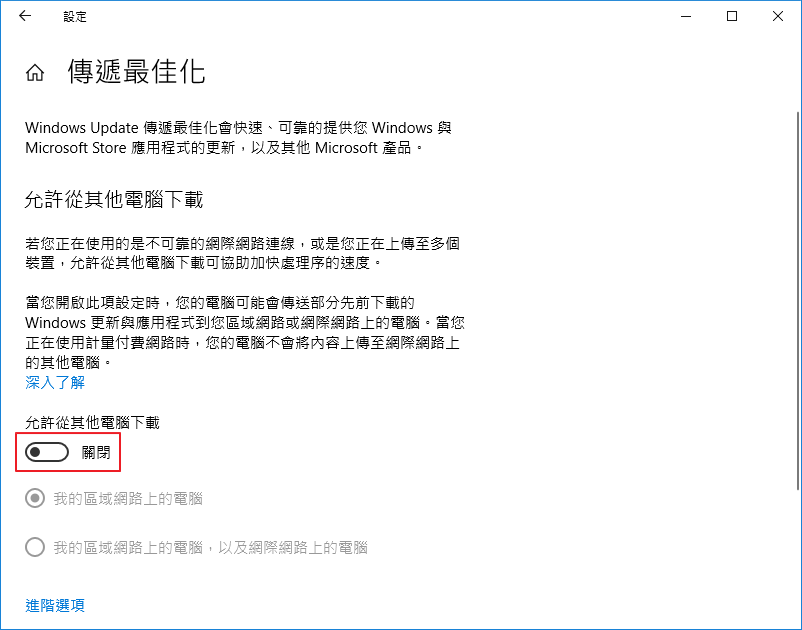 設定
傳遞最佳化
Windows Update 傳遞最佳化會快速、可靠的提供您 Windows 與
Microsoft Store 應用程式的更新，以及其他 Microsoft 產品。
允許從其他電腦下載
若您正在使用的是不可靠的網際網路連線，或是您正在上傳至多個
裝置，允許從其他電腦下載可協助加快處理序的速度。
當您開啟此項設定時，您的電腦可能會傳送部分先前下載的
Windows 更新與應用程式到您區域網路或網際網路上的電腦。當您
正在使用計量付費網路時，您的電腦不會將內容上傳至網際網路上
的其他電腦。
深入了解
允許從其他電腦下載
關閉
我的區域網路上的電腦
我的區域網路上的電腦，以及網際網路上的電腦
進階選項